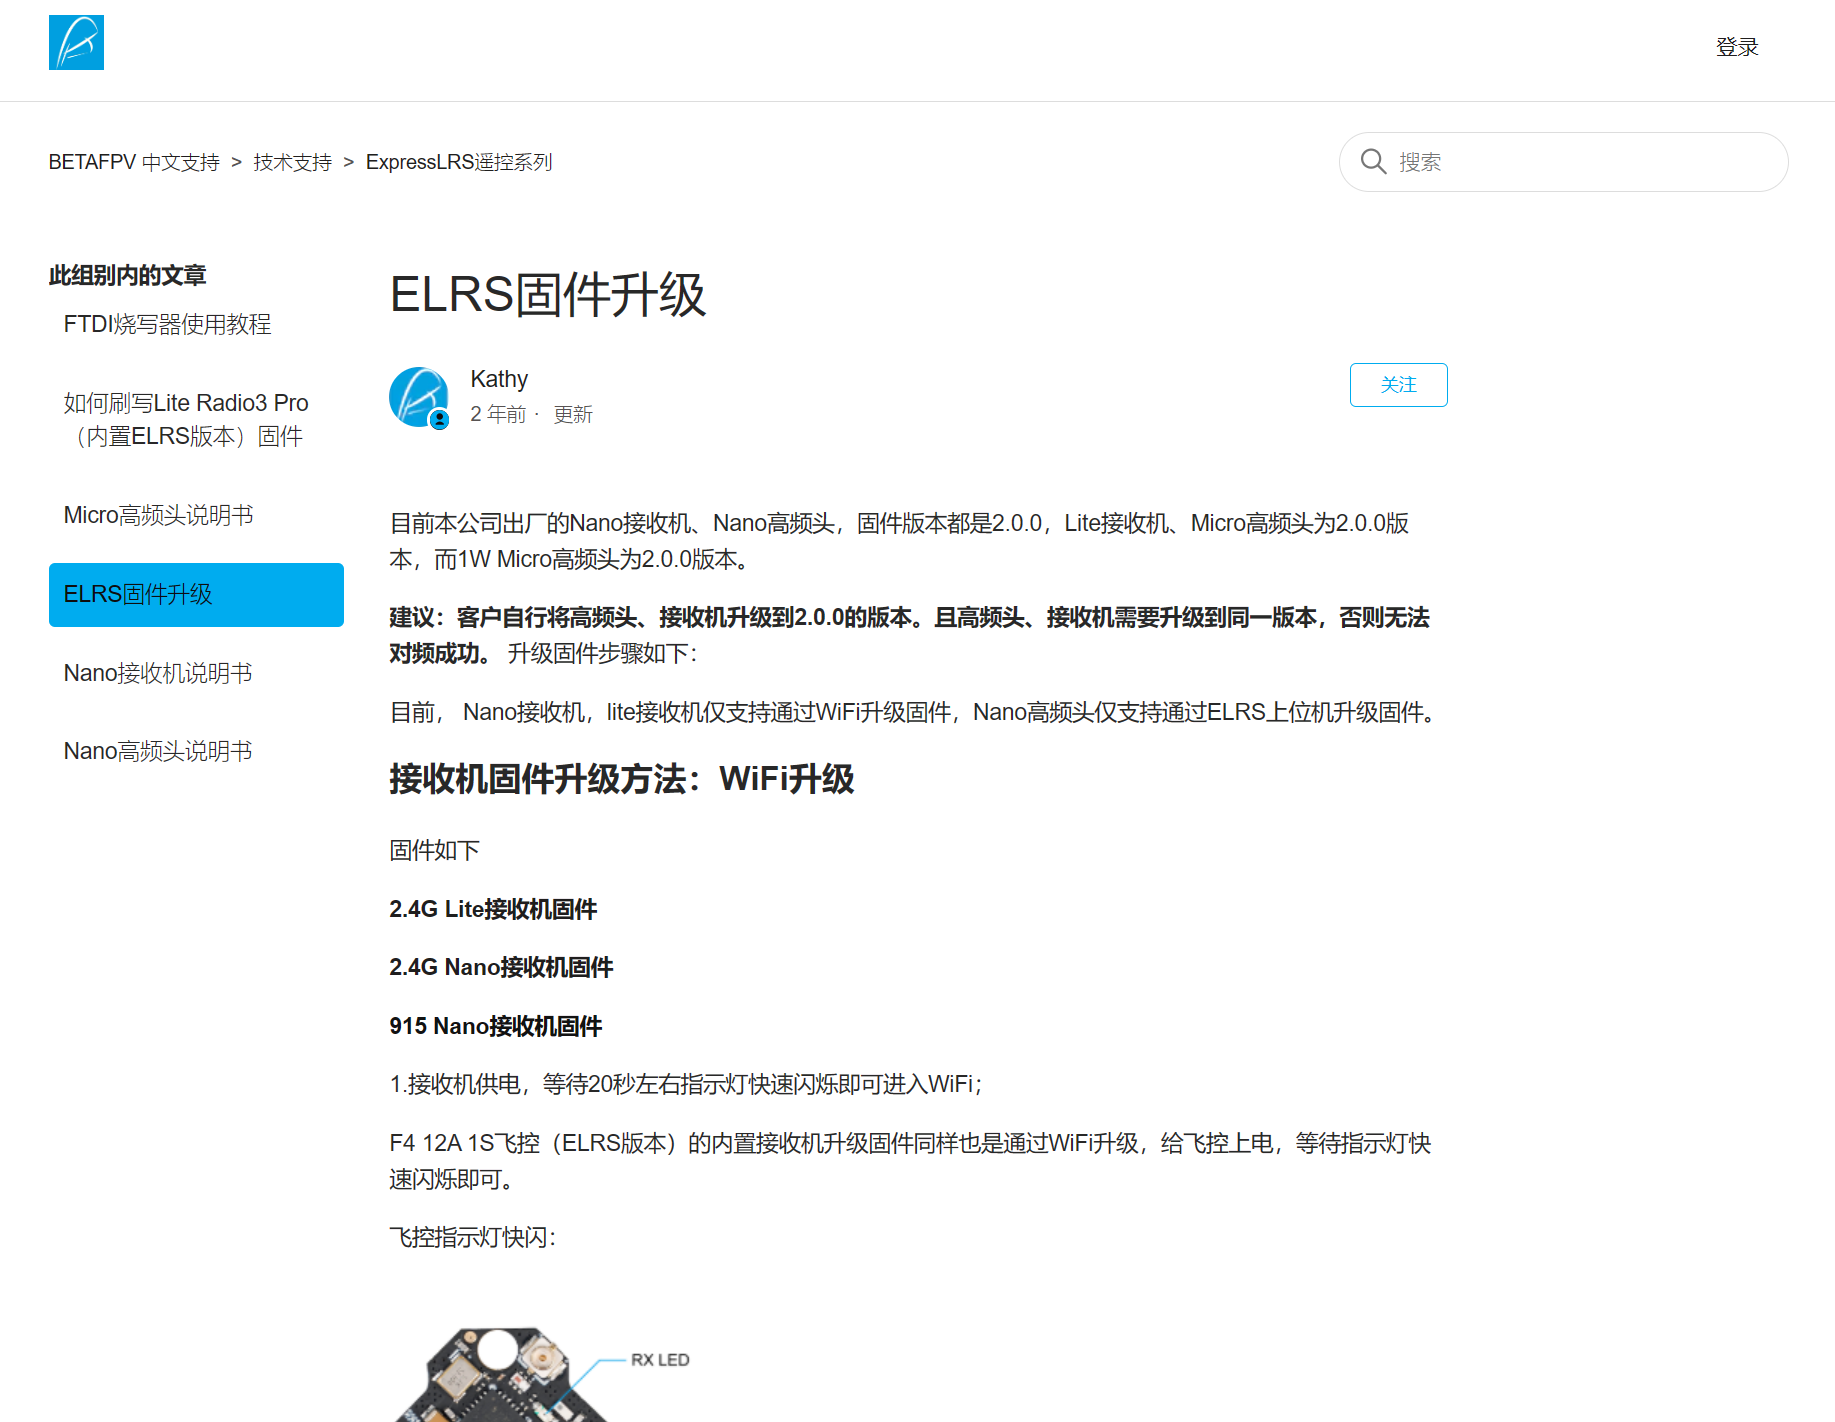 登录
BETAFPV 中文支持 > 技术支持 > ExpressLRS遥控系列
搜索
此组别内的文章
FTDI烧写器使用教程
如何刷写Lite Radio3 Pro
（内置ELRS版本）固件
Micro高频头说明书
ELRS固件升级
Nano接收机说明书
Nano高频头说明书
ELRS固件升级
Kathy
2 年前 · 更新
关注
目前本公司出厂的Nano接收机、Nano高频头，固件版本都是2.0.0，Lite接收机、Micro高频头为2.0.0版
本，而1W Micro高频头为2.0.0版本。
建议：客户自行将高频头、接收机升级到2.0.0的版本。且高频头、接收机需要升级到同一版本，否则无法
对频成功。 升级固件步骤如下：
目前， Nano接收机，lite接收机仅支持通过WiFi升级固件，Nano高频头仅支持通过ELRS上位机升级固件。
接收机固件升级方法：WiFi升级
固件如下
2.4G Lite接收机固件
2.4G Nano接收机固件
915 Nano接收机固件
1.接收机供电，等待20秒左右指示灯快速闪烁即可进入WiFi；
F4 12A 1S飞控（ELRS版本）的内置接收机升级固件同样也是通过WiFi升级，给飞控上电，等待指示灯快
速闪烁即可。
飞控指示灯快闪：
RX LED